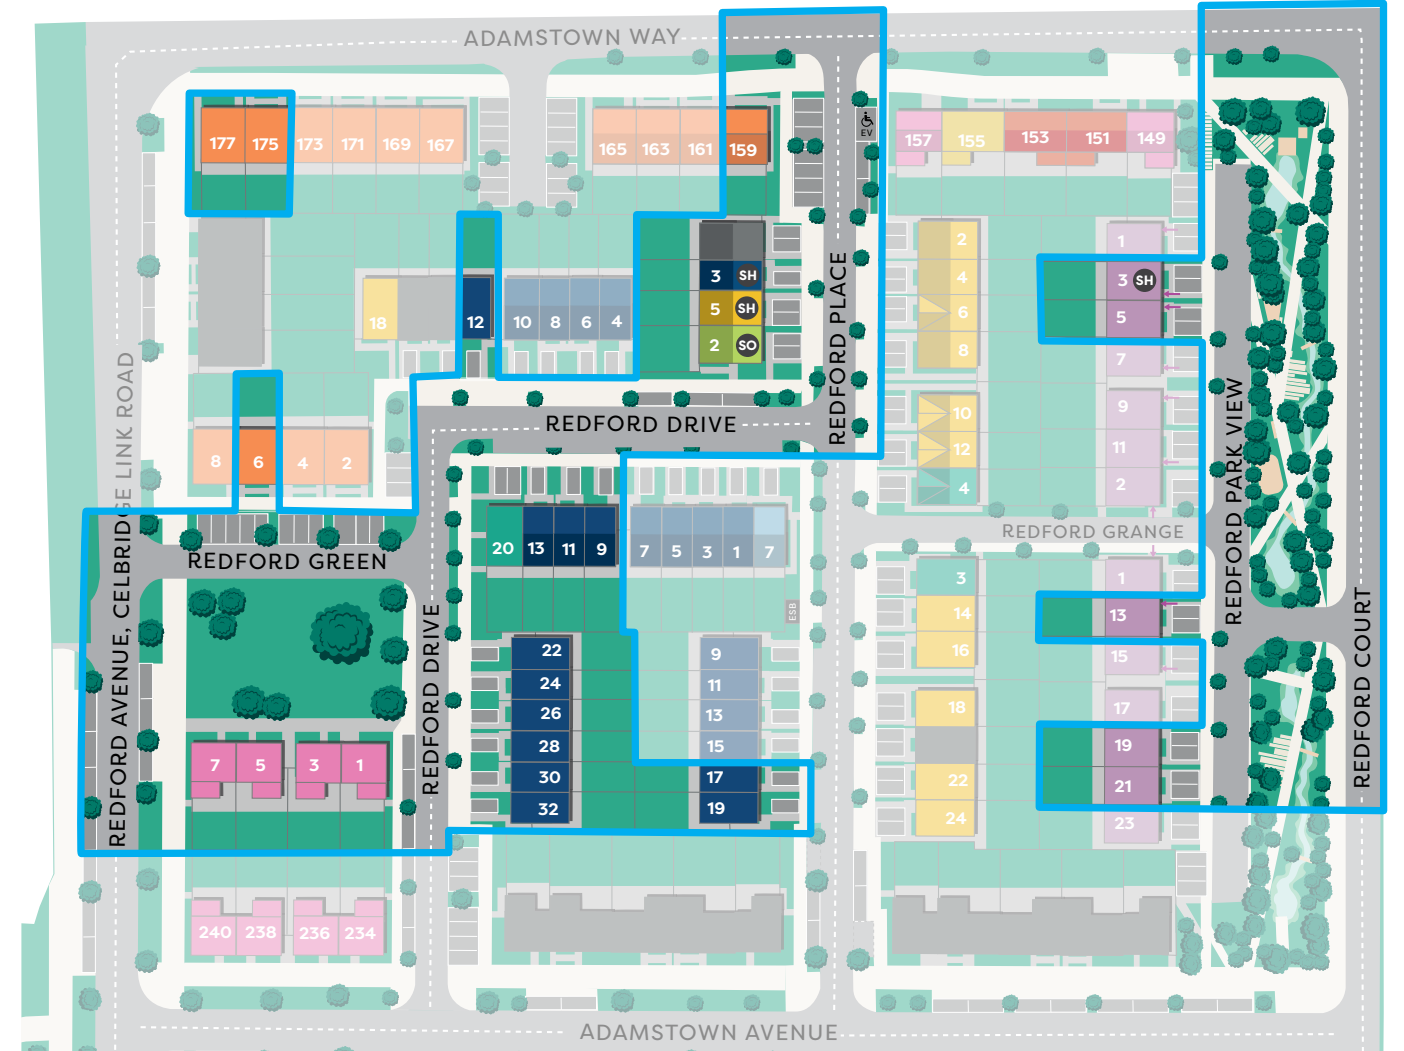 ADAMSTOWN WAY
177 175 173 171 169 167
165 163 161 159
EV
157 155 153 151 149
2
4
6
8
10
12
4
1
3 SH
5
7
9
11
2
3 SH
5 SH
2 SO
18
12
10 8 6 4
REDFORD PLACE
REDFORD DRIVE
8 6 4 2
REDFORD AVENUE, CELBRIDGE LINK ROAD
REDFORD GREEN
REDFORD DRIVE
20 13 11 9
7 5 3 1 7
ESB
22
24
26
28
30
32
9
11
13
15
17
19
7 5 3 1
240 238 236 234
REDFORD GRANGE
3
14
16
18
22
24
1
13
15
17
19
21
23
REDFORD PARK VIEW
REDFORD COURT
ADAMSTOWN AVENUE